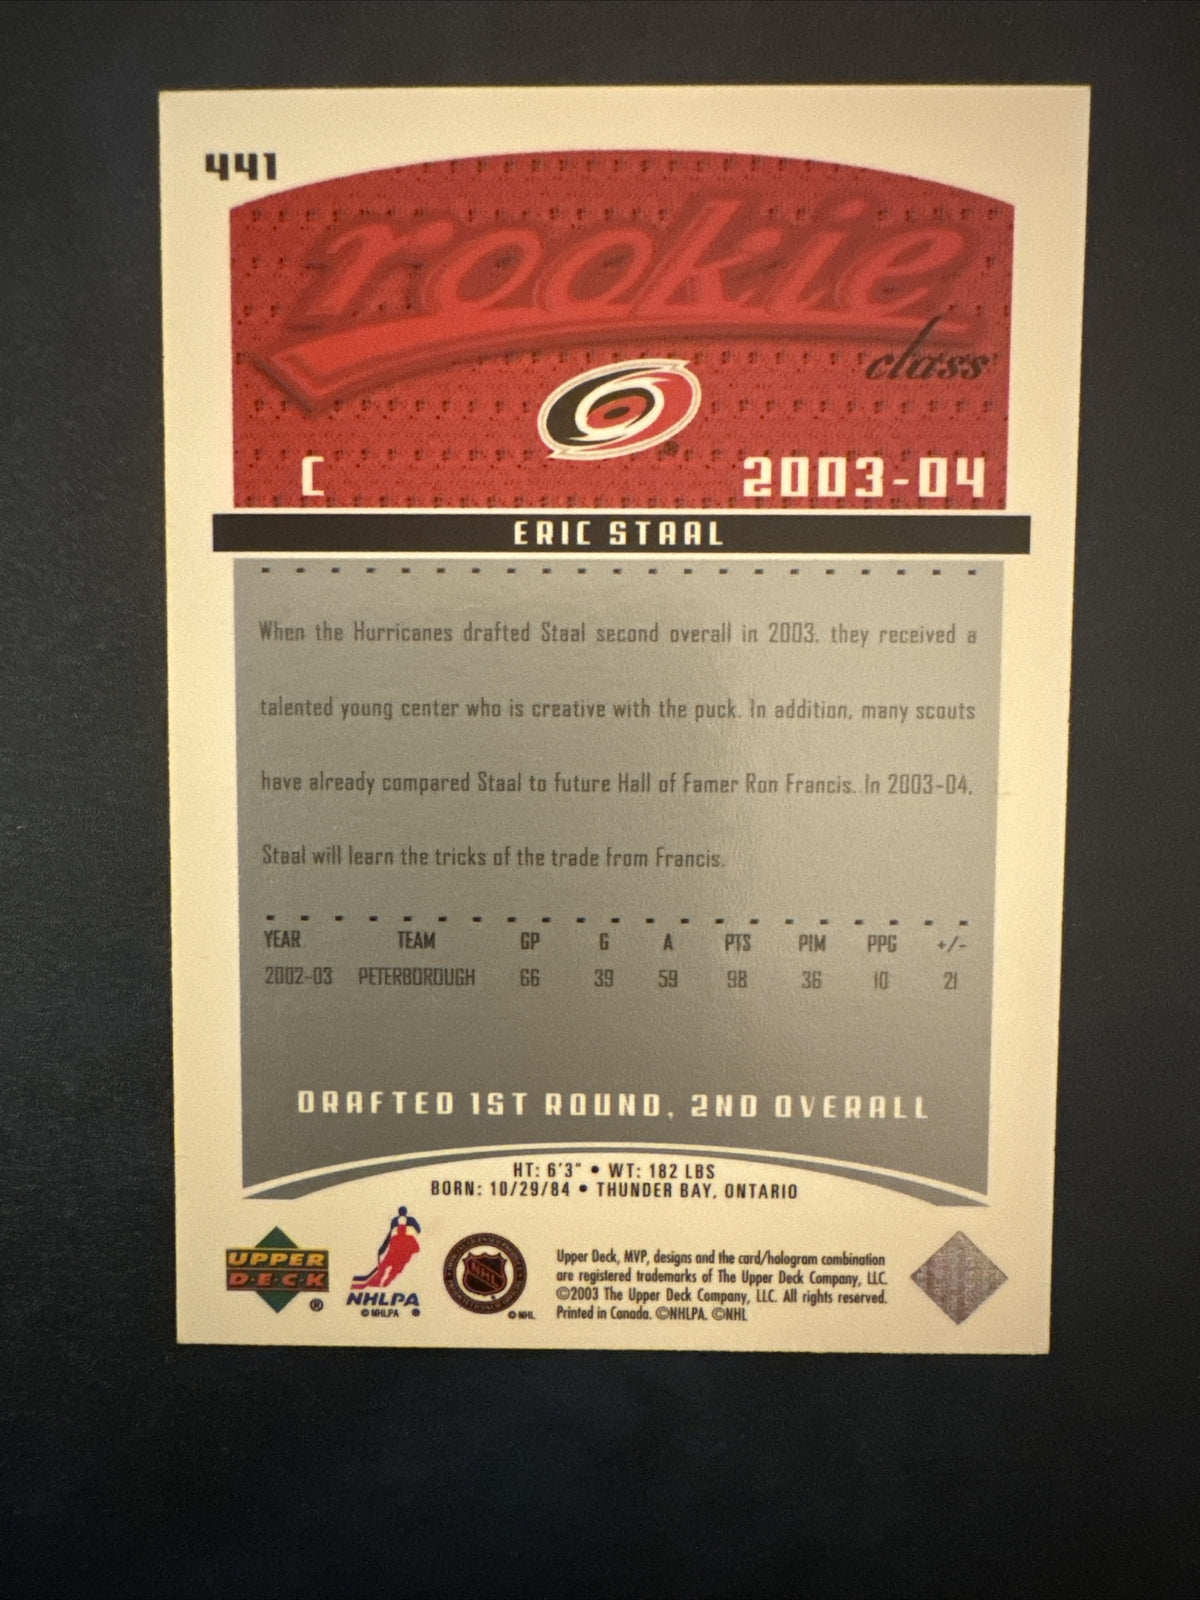 441
rookie
class
C 2003-04
ERIC STAAL
When the Hurricanes drafted Staal second overall in 2003, they received a
talented young center who is creative with the puck. In addition, many scouts
have already compared Staal to future Hall of Famer Ron Francis. In 2003-04,
Staal will learn the tricks of the trade from Francis.
YEAR TEAM GP G A PTS PIM PPG +/-
2002-03 PETERBOROUGH 66 39 59 98 36 10 21
DRAFTED 1ST ROUND, 2ND OVERALL
HT: 6'3" • WT: 182 LBS
BORN: 10/29/84 • THUNDER BAY, ONTARIO
UPPER
DECK
®
NHLPA
© NHLPA ®
NHL
© NHL
Upper Deck, MVP, designs and the card/hologram combination
are registered trademarks of The Upper Deck Company, LLC.
©2003 The Upper Deck Company, LLC. All rights reserved.
Printed in Canada. ©NHLPA. ©NHL